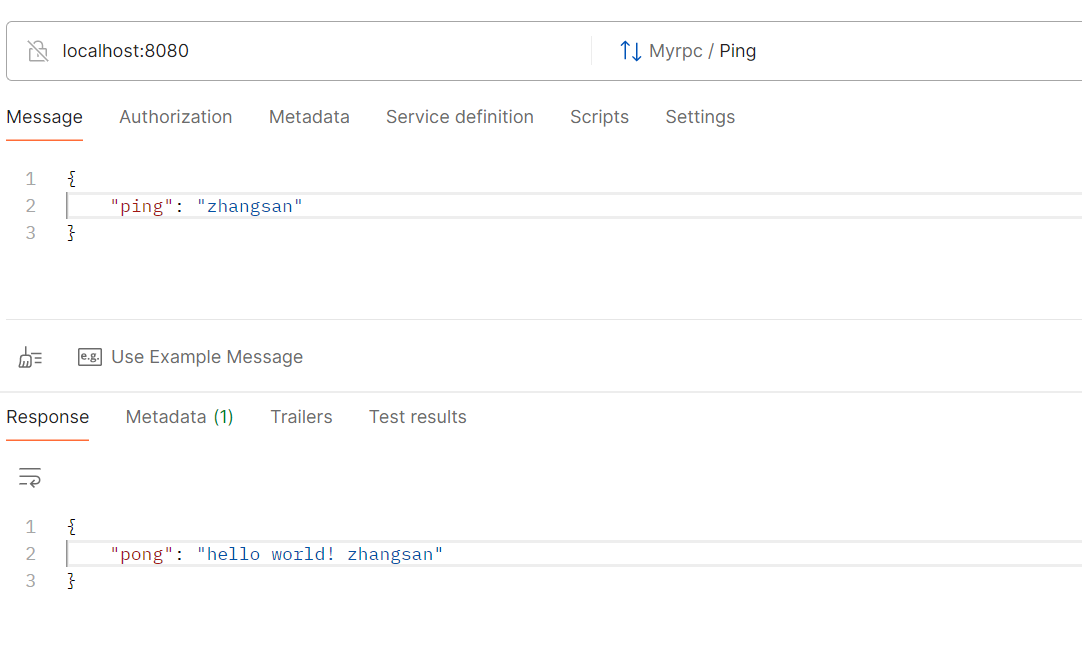 localhost:8080 Myrpc / Ping
Message Authorization Metadata Service definition Scripts Settings
1 {
2 "ping": "zhangsan"
3 }
e.g. Use Example Message
Response Metadata (1) Trailers Test results
1 {
2 "pong": "hello world! zhangsan"
3 }